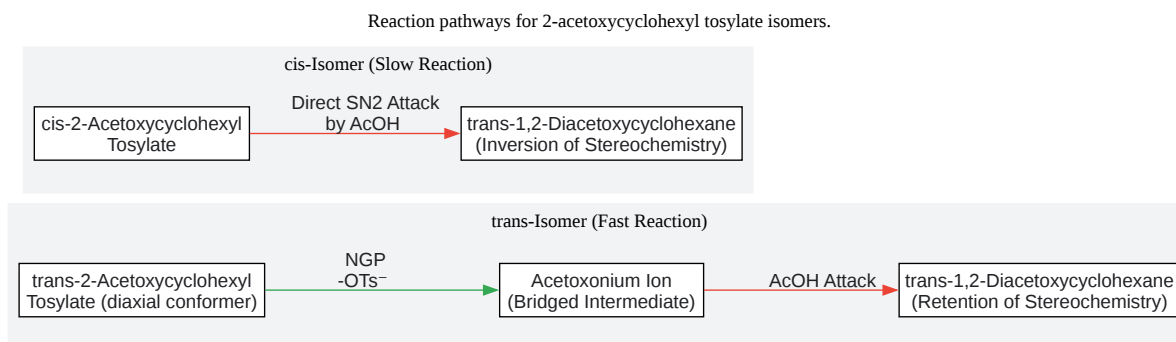 Reaction pathways for 2-acetoxycyclohexyl tosylate isomers.
cis-Isomer (Slow Reaction)
cis-2-Acetoxycyclohexyl
Tosylate
Direct SN2 Attack
by AcOH
trans-1,2-Diacetoxycyclohexane
(Inversion of Stereochemistry)
trans-Isomer (Fast Reaction)
trans-2-Acetoxycyclohexyl
Tosylate (diaxial conformer)
NGP
-OTs⁻
Acetoxonium Ion
(Bridged Intermediate)
AcOH Attack
trans-1,2-Diacetoxycyclohexane
(Retention of Stereochemistry)